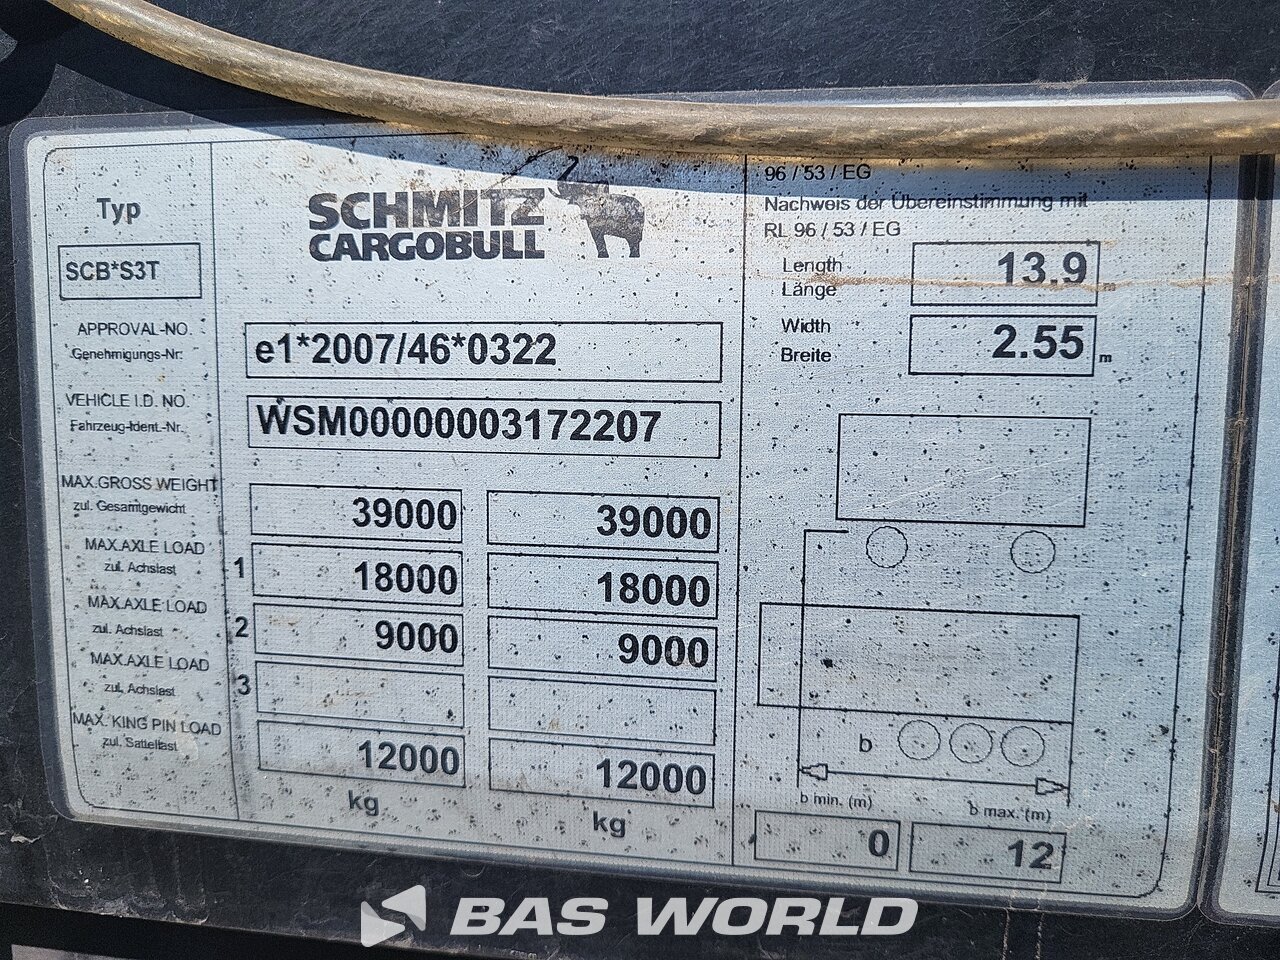 Typ
SCB*S3T
SCHMITZ
CARGOBULL
APPROVAL-NO.
Genehmigungs-Nr:
e1*2007/46*0322
VEHICLE I.D. NO.
Fahrzeug-Ident.-Nr.
WSM00000003172207
MAX.GROSS WEIGHT
zul. Gesamtgewicht
39000 39000
MAX.AXLE LOAD
zul. Achslast
1 18000 18000
MAX.AXLE LOAD
zul. Achslast
2 9000 9000
MAX.AXLE LOAD
zul. Achslast
3
MAX. KING PIN LOAD
zul. Sattellast
12000 12000
kg kg
96 / 53 / EG
Nachweis der Übereinstimmung mit
RL 96 / 53 / EG
Length
Länge
13.9 m
Width
Breite
2.55 m
b
b min. (m) b max. (m)
0 12
BAS WORLD